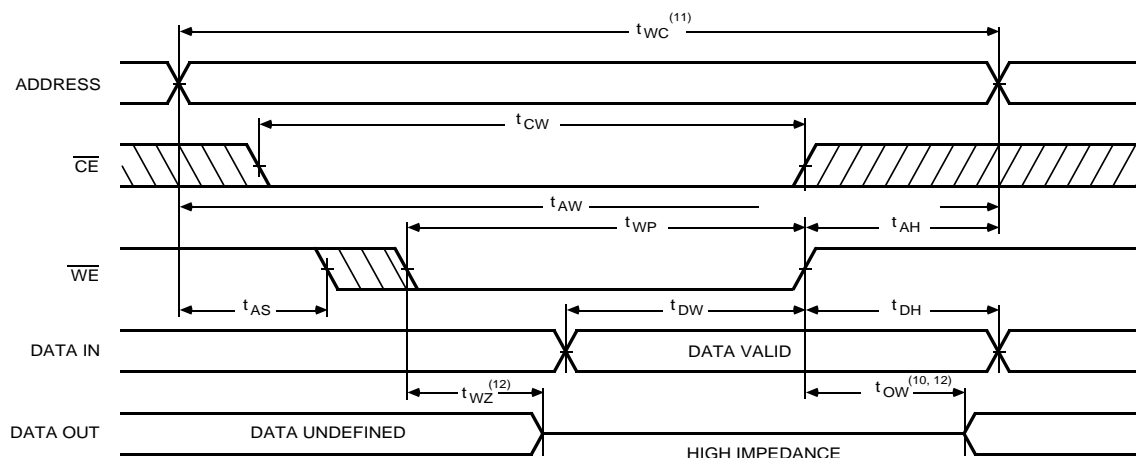 tWC(11)
ADDRESS
tCW
CE
tAW
tWP
tAH
WE
tAS
tDW
tDH
DATA IN
DATA VALID
tWZ(12)
tOW(10, 12)
DATA OUT
DATA UNDEFINED
HIGH IMPEDANCE